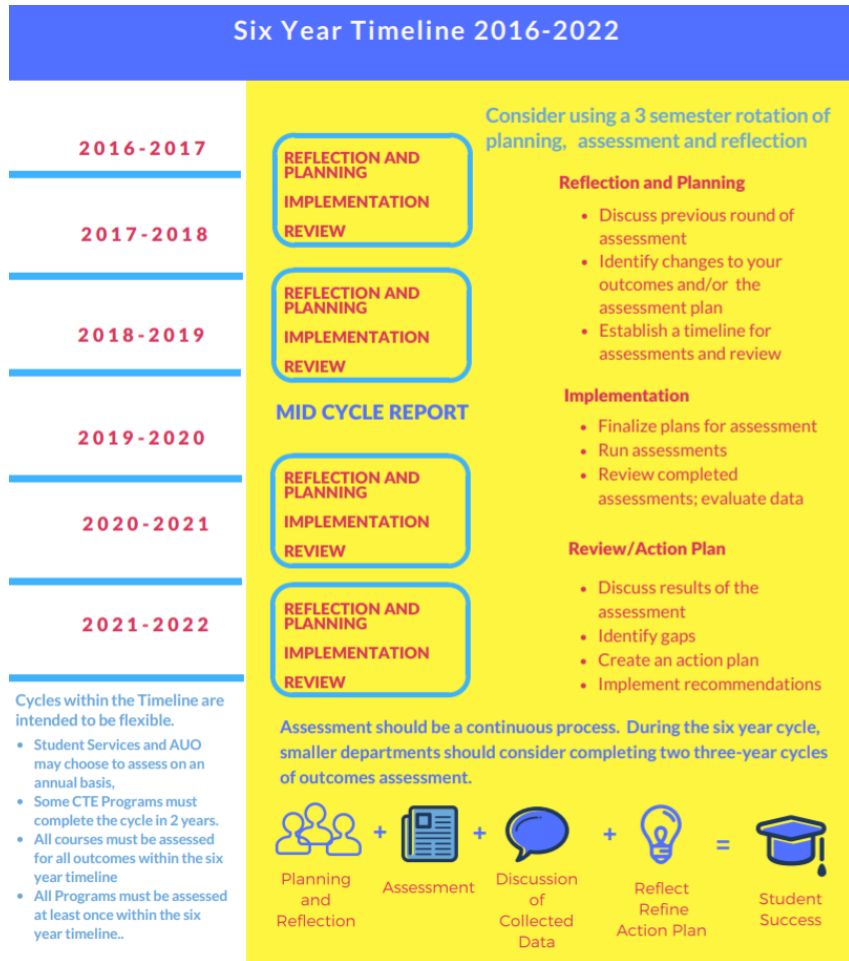 Six Year Timeline 2016-2022
2016-2017
2017-2018
2018-2019
2019-2020
2020-2021
2021-2022
Cycles within the Timeline are
intended to be flexible.
• Student Services and AUO
may choose to assess on an
annual basis,
• Some CTE Programs must
complete the cycle in 2 years.
• All courses must be assessed
for all outcomes within the six
year timeline
• All Programs must be assessed
at least once within the six
year timeline..
REFLECTION AND
PLANNING
IMPLEMENTATION
REVIEW
REFLECTION AND
PLANNING
IMPLEMENTATION
REVIEW
MID CYCLE REPORT
REFLECTION AND
PLANNING
IMPLEMENTATION
REVIEW
REFLECTION AND
PLANNING
IMPLEMENTATION
REVIEW
Consider using a 3 semester rotation of
planning, assessment and reflection
Reflection and Planning
• Discuss previous round of
assessment
• Identify changes to your
outcomes and/or the
assessment plan
• Establish a timeline for
assessments and review
Implementation
• Finalize plans for assessment
• Run assessments
• Review completed
assessments; evaluate data
Review/Action Plan
• Discuss results of the
assessment
• Identify gaps
• Create an action plan
• Implement recommendations
Assessment should be a continuous process. During the six year cycle,
smaller departments should consider completing two three-year cycles
of outcomes assessment.
+ + + =
Planning
and
Reflection
Assessment
Discussion
of
Collected
Data
Reflect
Refine
Action Plan
Student
Success